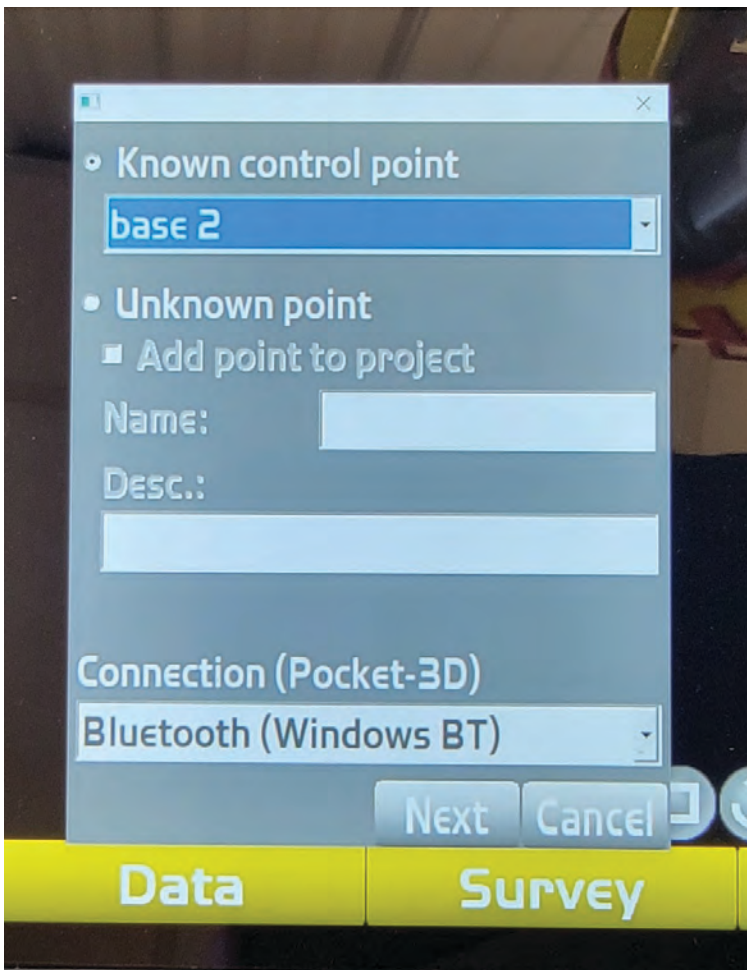 Known control point
base 2
Unknown point
Add point to project
Name:
Desc.:
Connection (Pocket-3D)
Bluetooth (Windows BT)
Next Cancel
Data Survey